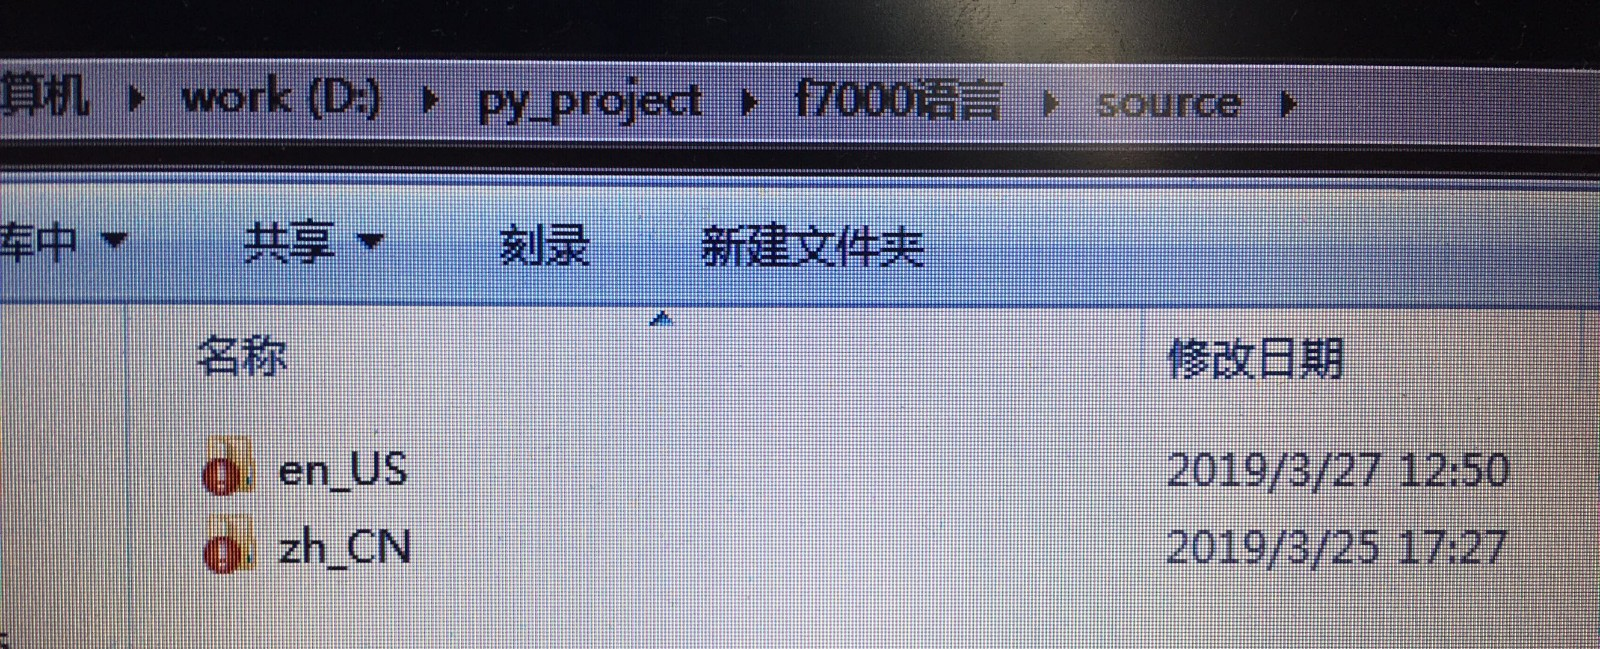 算机 work (D:) py_project f7000语言 source
库中 共享 刻录 新建文件夹
名称 修改日期
en_US 2019/3/27 12:50
zh_CN 2019/3/25 17:27